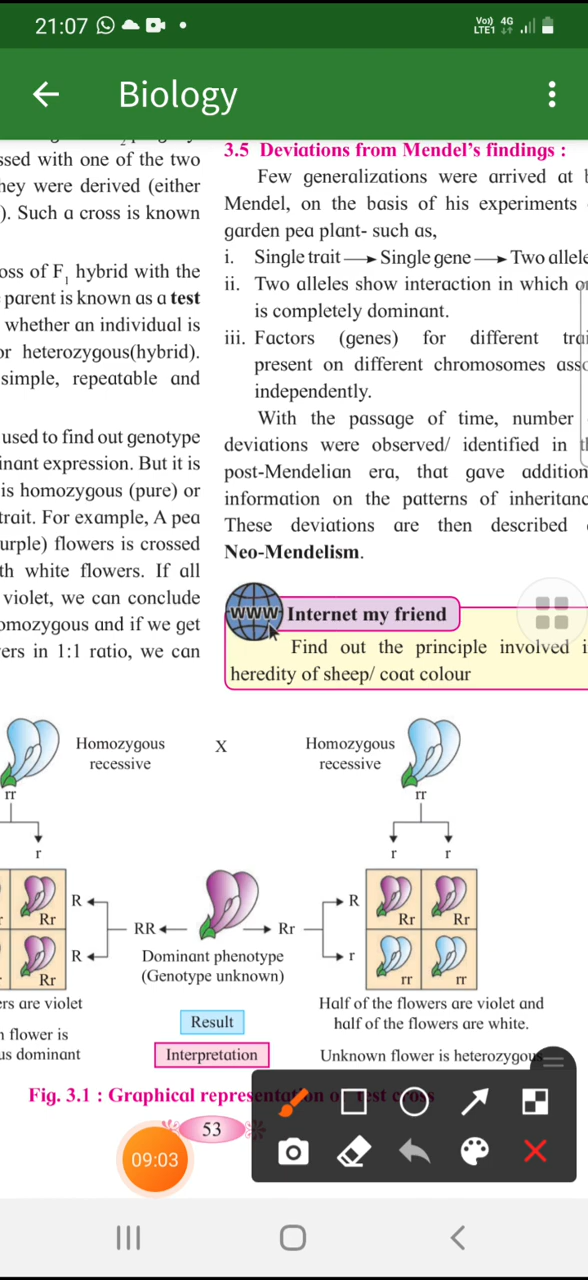 21:07
Vo)) 4G
LTE1
Biology
ssed with one of the two
hey were derived (either
). Such a cross is known
oss of F1 hybrid with the
parent is known as a test
whether an individual is
or heterozygous(hybrid).
simple, repeatable and
used to find out genotype
inant expression. But it is
is homozygous (pure) or
trait. For example, A pea
urple) flowers is crossed
th white flowers. If all
violet, we can conclude
omozygous and if we get
ers in 1:1 ratio, we can
3.5 Deviations from Mendel's findings :
Few generalizations were arrived at b
Mendel, on the basis of his experiments
garden pea plant- such as,
i. Single trait → Single gene → Two allele
ii. Two alleles show interaction in which o
is completely dominant.
iii. Factors (genes) for different trai
present on different chromosomes asso
independently.
With the passage of time, number
deviations were observed/ identified in t
post-Mendelian era, that gave addition
information on the patterns of inheritanc
These deviations are then described
Neo-Mendelism.
www Internet my friend
Find out the principle involved i
heredity of sheep/ coat colour
Homozygous recessive
X
Homozygous recessive
rr
rr
r
r
r
R
R
Rr
Rr
RR
Rr
Dominant phenotype
(Genotype unknown)
R
r
Rr
Rr
rr
rr
ers are violet
flower is
us dominant
Result
Interpretation
Half of the flowers are violet and
half of the flowers are white.
Unknown flower is heterozygou
Fig. 3.1 : Graphical representation of test cross
53
09:03